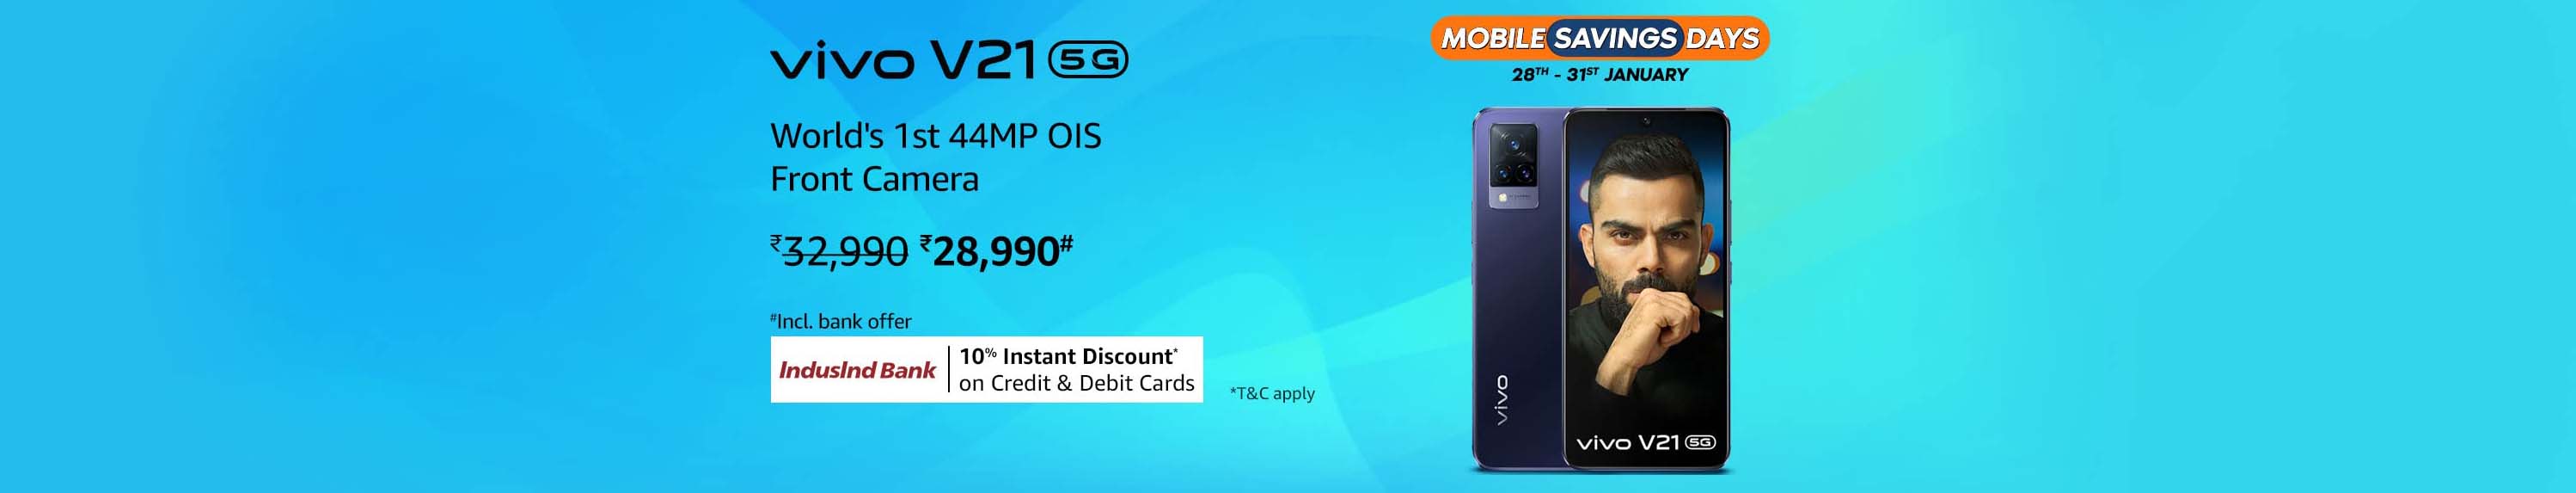 vivo V21 5G
World's 1st 44MP OIS
Front Camera
₹32,990 ₹28,990#
#Incl. bank offer
IndusInd Bank
10% Instant Discount*
on Credit & Debit Cards
*T&C apply
MOBILE SAVINGS DAYS
28TH - 31ST JANUARY
vivo
vivo V21 5G